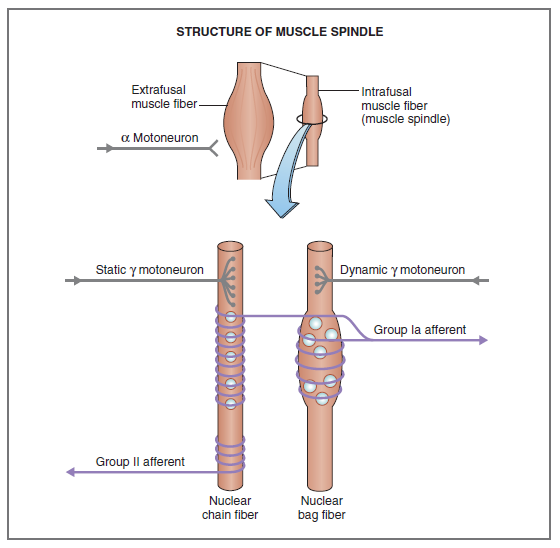 STRUCTURE OF MUSCLE SPINDLE
Extrafusal
muscle fiber
Intrafusal
muscle fiber
(muscle spindle)
α Motoneuron
Static γ motoneuron
Dynamic γ motoneuron
Group Ia afferent
Group II afferent
Nuclear
chain fiber
Nuclear
bag fiber